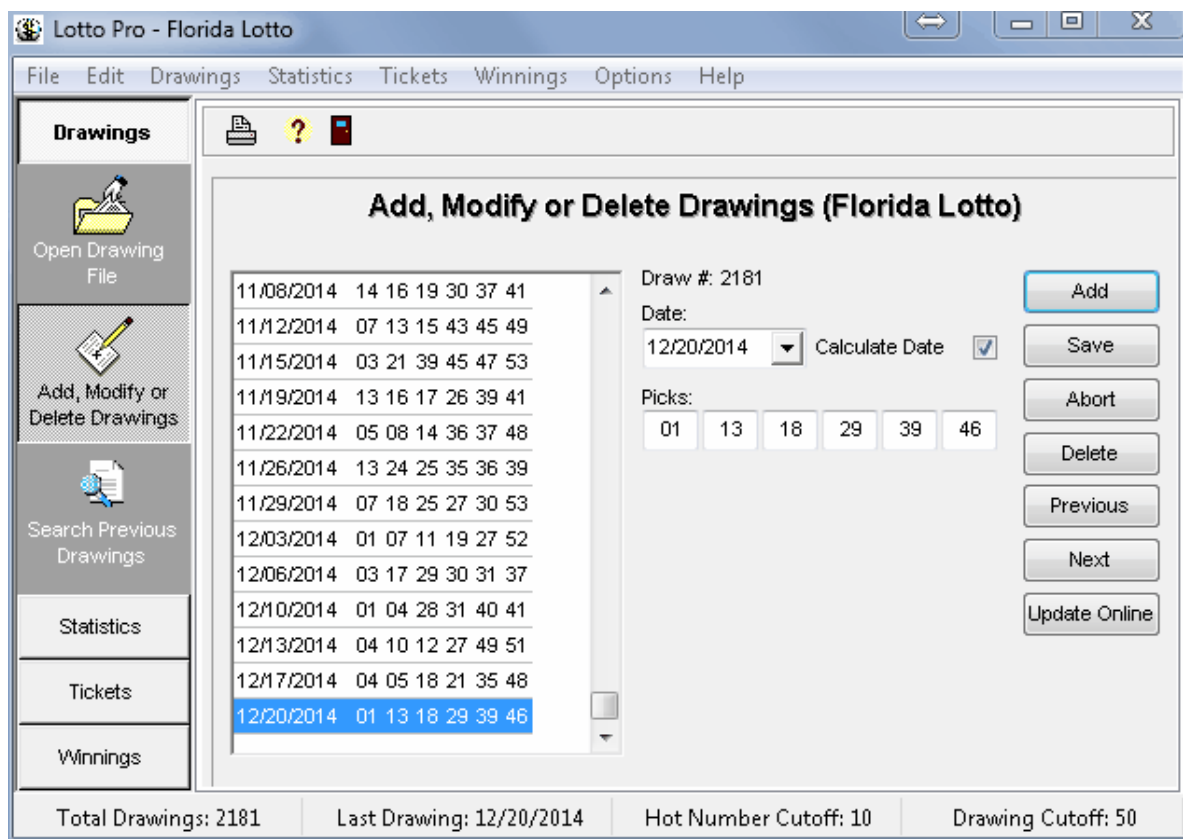 Lotto Pro - Florida Lotto
File Edit Drawings Statistics Tickets Winnings Options Help
Drawings
Open Drawing
File
Add, Modify or
Delete Drawings
Search Previous
Drawings
Statistics
Tickets
Winnings
Add, Modify or Delete Drawings (Florida Lotto)
11/08/2014 14 16 19 30 37 41
11/12/2014 07 13 15 43 45 49
11/15/2014 03 21 39 45 47 53
11/19/2014 13 16 17 26 39 41
11/22/2014 05 08 14 36 37 48
11/26/2014 13 24 25 35 36 39
11/29/2014 07 18 25 27 30 53
12/03/2014 01 07 11 19 27 52
12/06/2014 03 17 29 30 31 37
12/10/2014 01 04 28 31 40 41
12/13/2014 04 10 12 27 49 51
12/17/2014 04 05 18 21 35 48
12/20/2014 01 13 18 29 39 46
Draw #: 2181
Date:
12/20/2014 Calculate Date
Picks:
01 13 18 29 39 46
Add
Save
Abort
Delete
Previous
Next
Update Online
Total Drawings: 2181 Last Drawing: 12/20/2014 Hot Number Cutoff: 10 Drawing Cutoff: 50